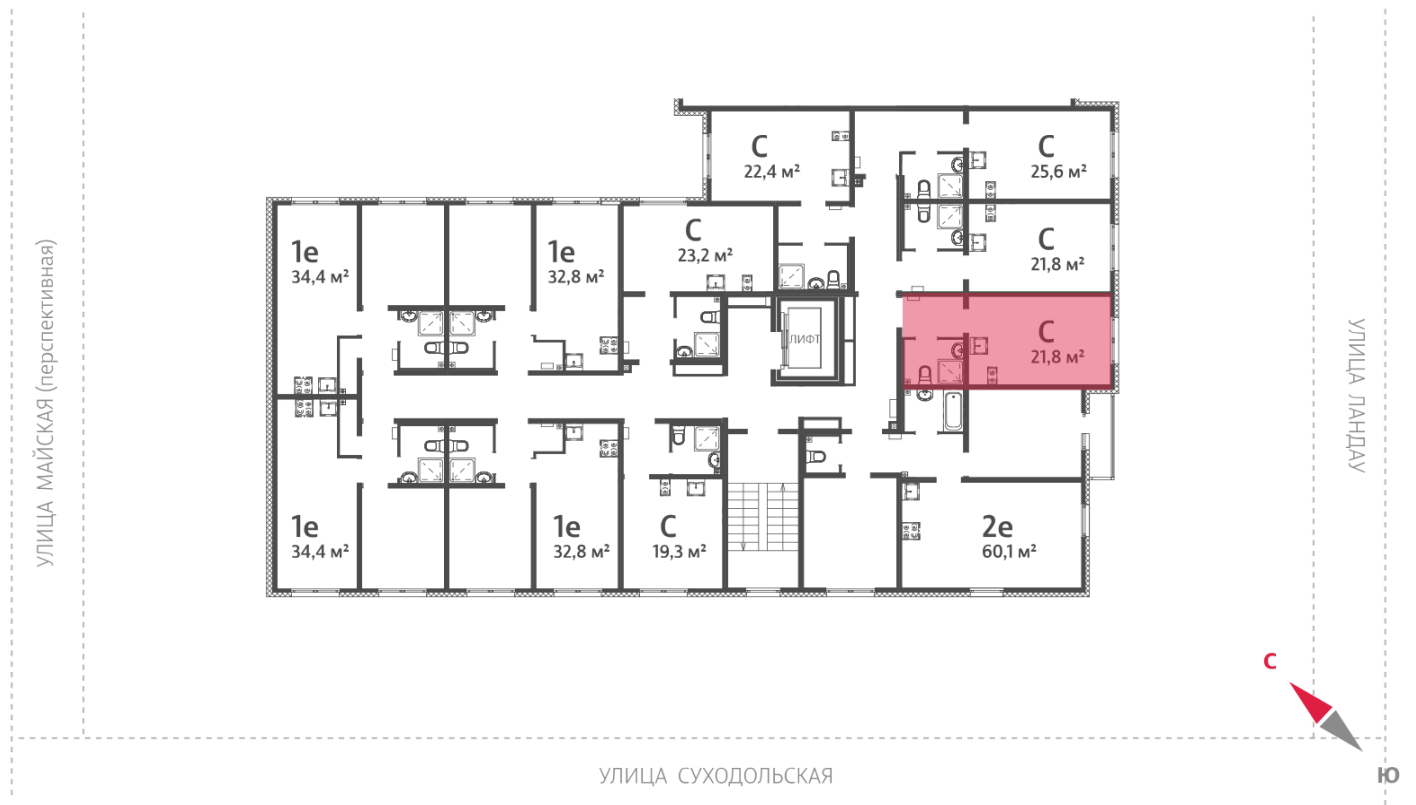 С
22,4 м²
С
25,6 м²
1е
34,4 м²
1е
32,8 м²
С
23,2 м²
С
21,8 м²
ЛИФТ
С
21,8 м²
1е
34,4 м²
1е
32,8 м²
С
19,3 м²
2е
60,1 м²
УЛИЦА МАЙСКАЯ (перспективная)
УЛИЦА ЛАНДАУ
УЛИЦА СУХОДОЛЬСКАЯ
С
Ю